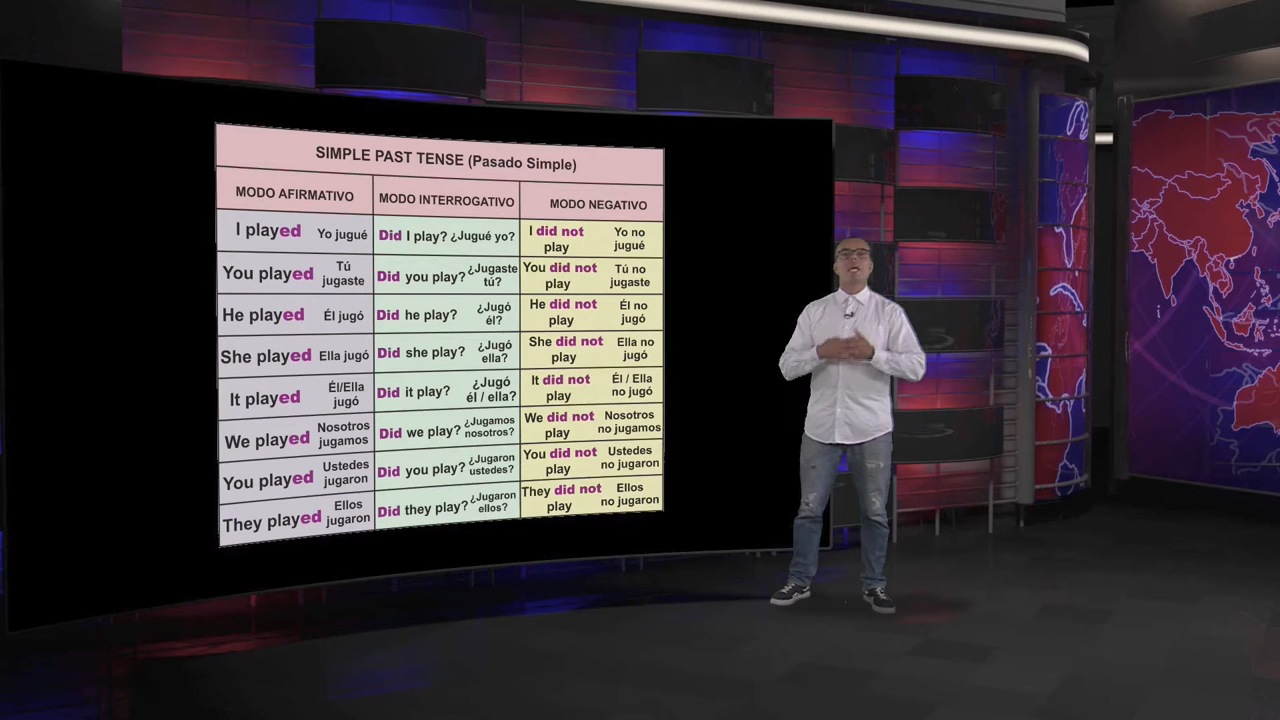 SIMPLE PAST TENSE (Pasado Simple)
MODO AFIRMATIVO
MODO INTERROGATIVO
MODO NEGATIVO
I played
Yo jugué
Did I play?
¿Jugué yo?
I did not
play
Yo no
jugué
You played
Tú
jugaste
Did you play?
¿Jugaste
tú?
You did not
play
Tú no
jugaste
He played
Él jugó
Did he play?
¿Jugó
él?
He did not
play
Él no
jugó
She played
Ella jugó
Did she play?
¿Jugó
ella?
She did not
play
Ella no
jugó
It played
Él/Ella
jugó
Did it play?
¿Jugó
él / ella?
It did not
play
Él / Ella
no jugó
We played
Nosotros
jugamos
Did we play?
¿Jugamos
nosotros?
We did not
play
Nosotros
no jugamos
You played
Ustedes
jugaron
Did you play?
¿Jugaron
ustedes?
You did not
play
Ustedes
no jugaron
They played
Ellos
jugaron
Did they play?
¿Jugaron
ellos?
They did not
play
Ellos
no jugaron